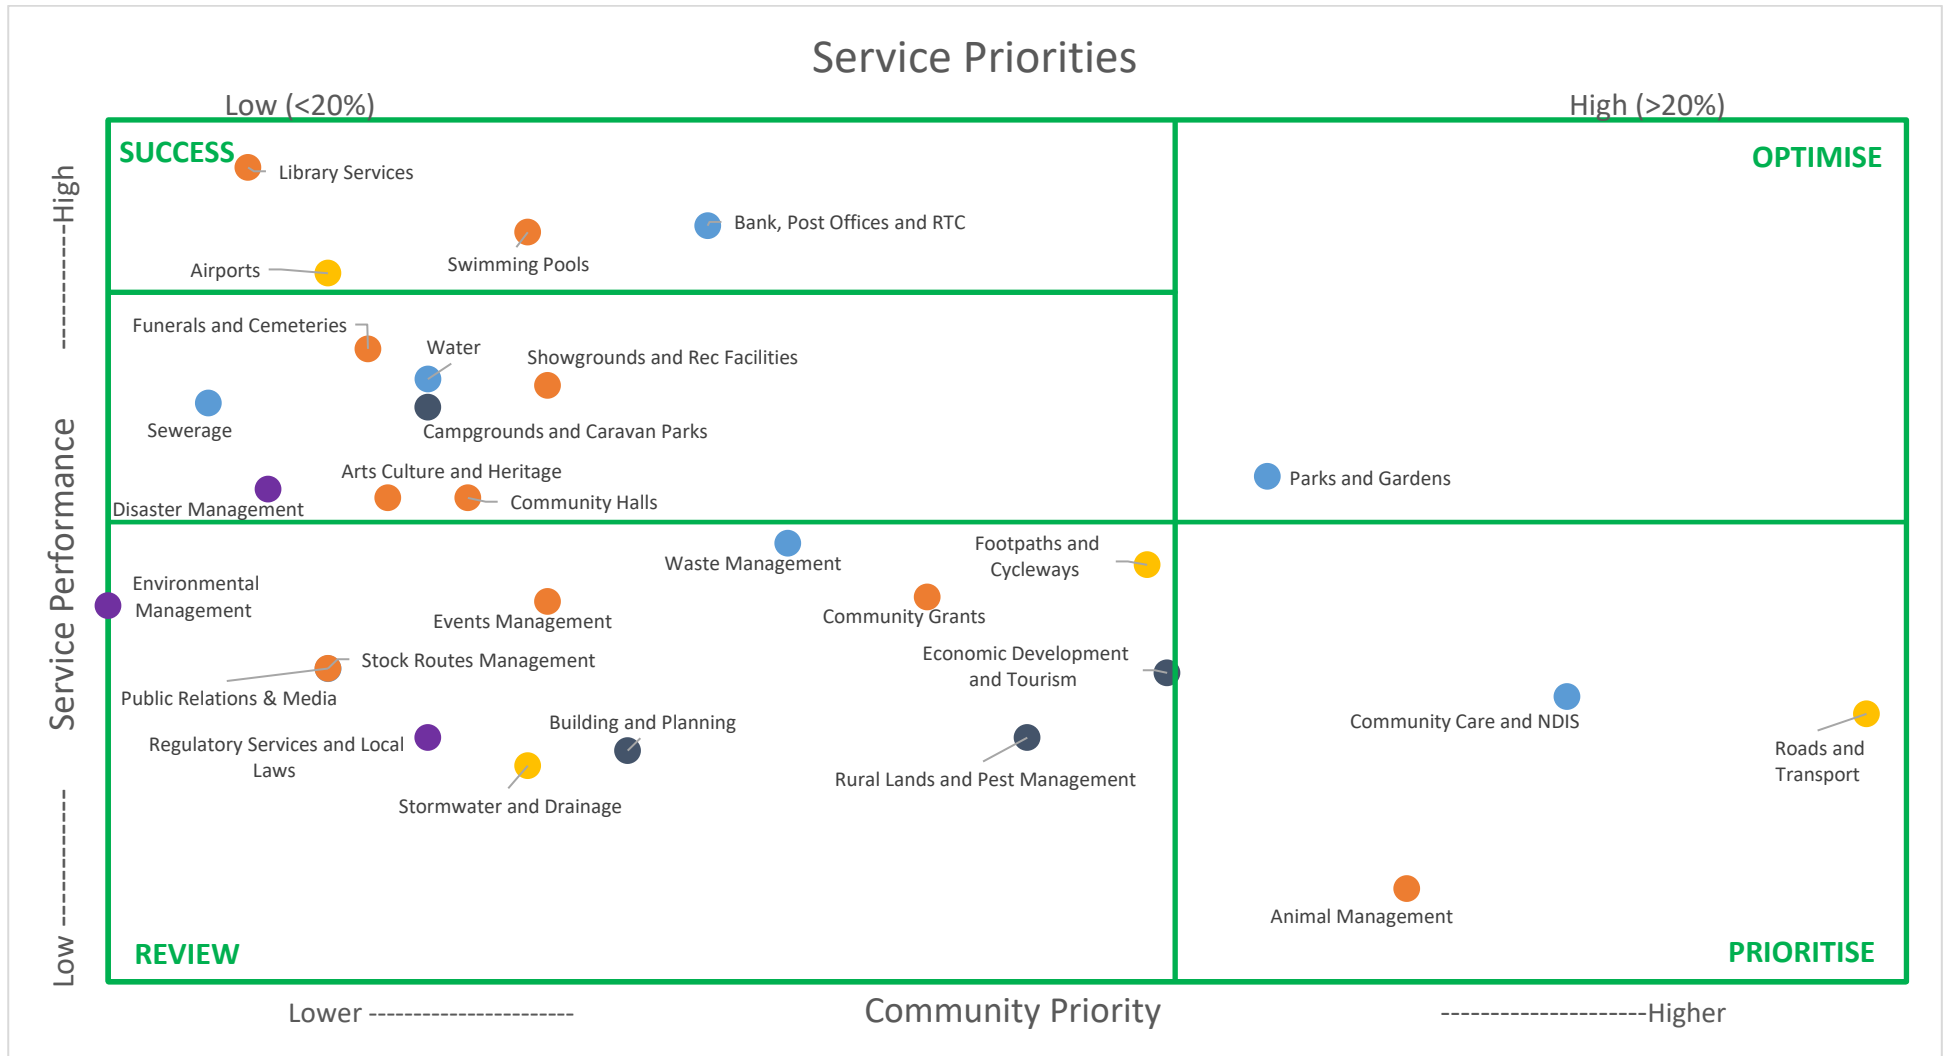 Service Priorities
Low (<20%)
High (>20%)
SUCCESS
OPTIMISE
Library Services
Bank, Post Offices and RTC
Swimming Pools
Airports
Funerals and Cemeteries
Water
Showgrounds and Rec Facilities
Sewerage
Campgrounds and Caravan Parks
Arts Culture and Heritage
Community Halls
Disaster Management
Parks and Gardens
Waste Management
Footpaths and
Cycleways
Environmental
Management
Events Management
Community Grants
Stock Routes Management
Public Relations & Media
Economic Development
and Tourism
Building and Planning
Regulatory Services and Local
Laws
Stormwater and Drainage
Rural Lands and Pest Management
Community Care and NDIS
Roads and
Transport
Animal Management
REVIEW
PRIORITISE
Low -------------- Service Performance ------------High
Lower ----------------------- Community Priority ---------------------Higher